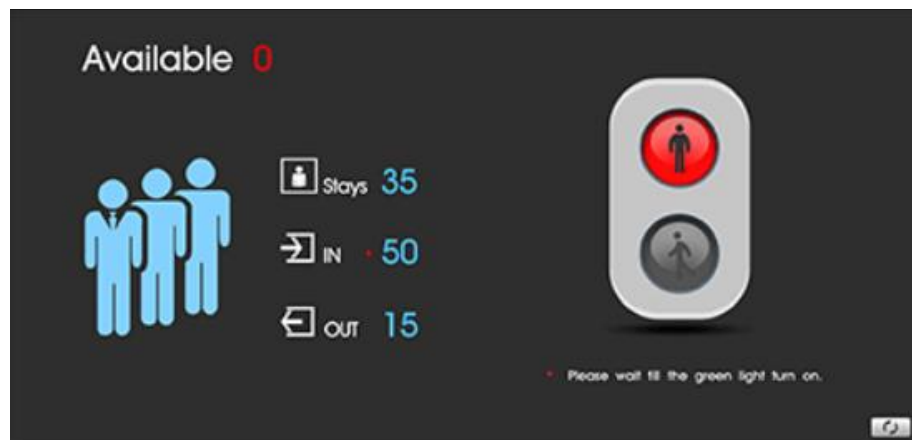 Available 0
Stays 35
IN 50
OUT 15
* Please wait till the green light turn on.